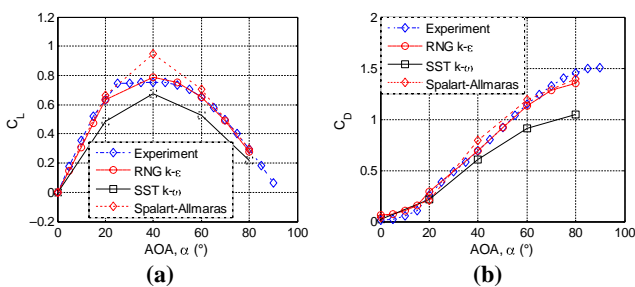 1.2
1
0.8
0.6
0.4
0.2
0.0
−0.2
C_L
0
20
40
60
80
100
AOA, α (°)
Experiment
RNG k-ε
SST k-ω
Spalart-Allmaras
(a)
2
1.5
1
0.5
0
C_D
0
20
40
60
80
100
AOA, α (°)
Experiment
RNG k-ε
SST k-ω
Spalart-Allmaras
(b)